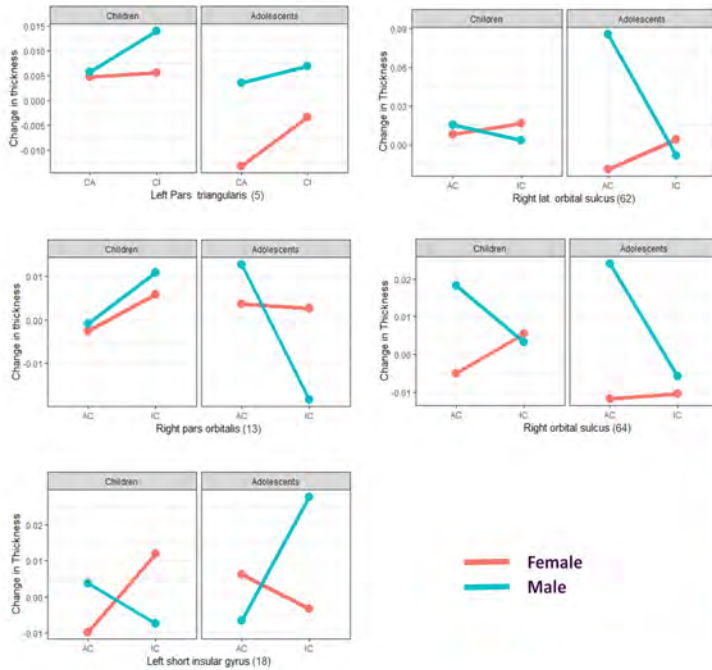 Children Adolescents
0.015
0.010
0.005
0.000
-0.005
-0.010
Change in thickness
CA CI CA CI
Left Pars triangularis (5)
Children Adolescents
0.09
0.06
0.02
0.00
Change in Thickness
AC IC AC IC
Right lat. orbital sulcus (62)
Children Adolescents
0.01
0.00
-0.01
Change in thickness
AC IC AC IC
Right pars orbitalis (13)
Children Adolescents
0.02
0.01
0.00
-0.01
Change in Thickness
AC IC AC IC
Right orbital sulcus (64)
Children Adolescents
0.02
0.01
0.00
-0.01
Change in Thickness
AC IC AC IC
Left short insular gyrus (18)
Female
Male